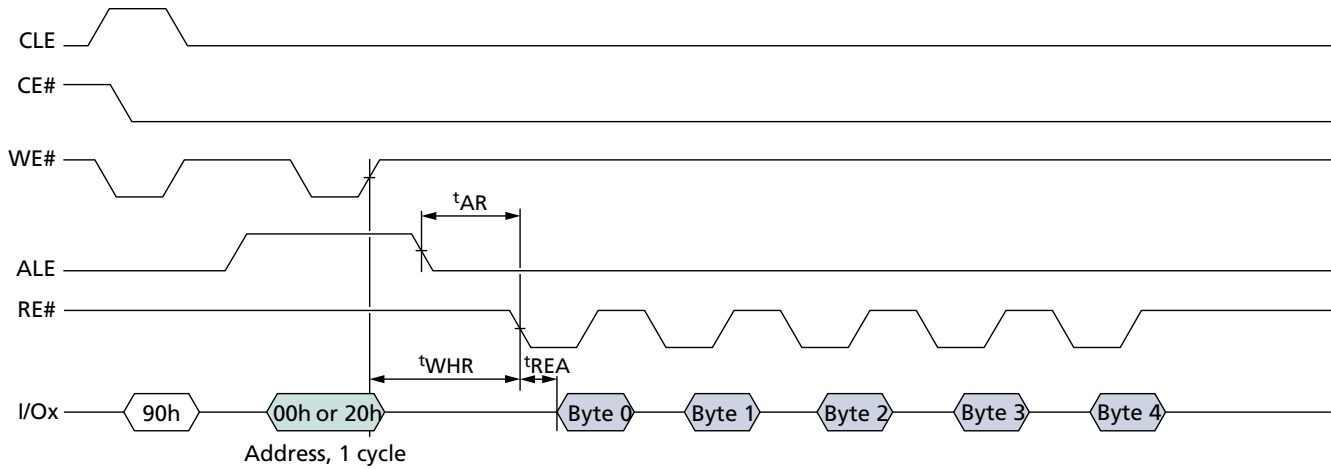 CLE
CE#
WE#
tAR
ALE
RE#
tWHR
tREA
I/Ox
90h
00h or 20h
Byte 0
Byte 1
Byte 2
Byte 3
Byte 4
Address, 1 cycle